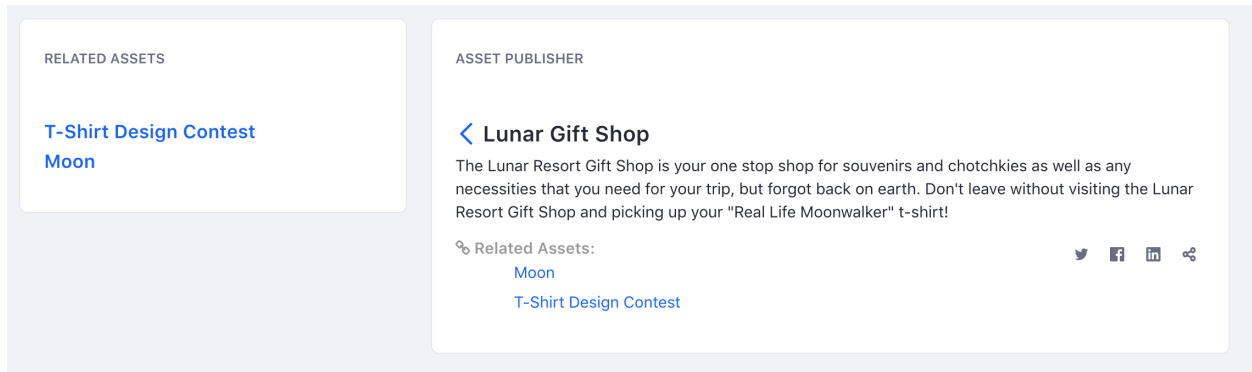 RELATED ASSETS
T-Shirt Design Contest
Moon
ASSET PUBLISHER
Lunar Gift Shop
The Lunar Resort Gift Shop is your one stop shop for souvenirs and chotchkies as well as any
necessities that you need for your trip, but forgot back on earth. Don't leave without visiting the Lunar
Resort Gift Shop and picking up your "Real Life Moonwalker" t-shirt!
Related Assets:
Moon
T-Shirt Design Contest